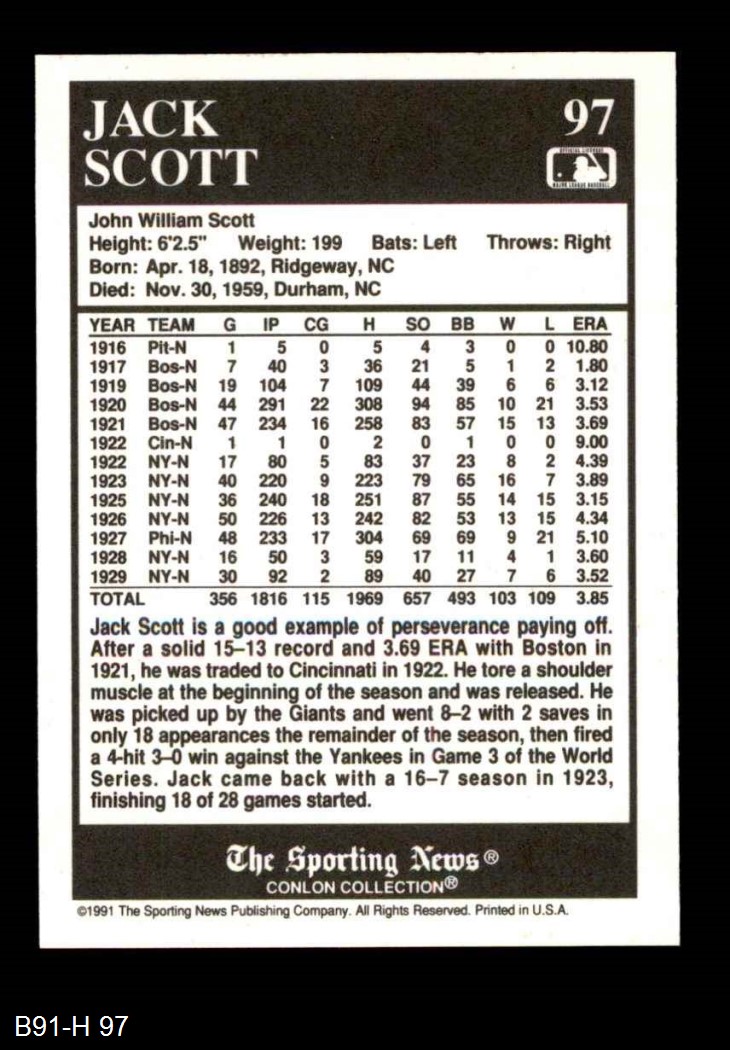 JACK
SCOTT
97
OFFICIAL LICENSEE
MAJOR LEAGUE BASEBALL
John William Scott
Height: 6'2.5" Weight: 199 Bats: Left Throws: Right
Born: Apr. 18, 1892, Ridgeway, NC
Died: Nov. 30, 1959, Durham, NC
YEAR TEAM G IP CG H SO BB W L ERA
1916 Pit-N 1 5 0 5 4 3 0 0 10.80
1917 Bos-N 7 40 3 36 21 5 1 2 1.80
1919 Bos-N 19 104 7 109 44 39 6 6 3.12
1920 Bos-N 44 291 22 308 94 85 10 21 3.53
1921 Bos-N 47 234 16 258 83 57 15 13 3.69
1922 Cin-N 1 1 0 2 0 1 0 0 9.00
1922 NY-N 17 80 5 83 37 23 8 2 4.39
1923 NY-N 40 220 9 223 79 65 16 7 3.89
1925 NY-N 36 240 18 251 87 55 14 15 3.15
1926 NY-N 50 226 13 242 82 53 13 15 4.34
1927 Phi-N 48 233 17 304 69 69 9 21 5.10
1928 NY-N 16 50 3 59 17 11 4 1 3.60
1929 NY-N 30 92 2 89 40 27 7 6 3.52
TOTAL 356 1816 115 1969 657 493 103 109 3.85
Jack Scott is a good example of perseverance paying off.
After a solid 15–13 record and 3.69 ERA with Boston in
1921, he was traded to Cincinnati in 1922. He tore a shoulder
muscle at the beginning of the season and was released. He
was picked up by the Giants and went 8–2 with 2 saves in
only 18 appearances the remainder of the season, then fired
a 4-hit 3–0 win against the Yankees in Game 3 of the World
Series. Jack came back with a 16–7 season in 1923,
finishing 18 of 28 games started.
The Sporting News®
CONLON COLLECTION®
©1991 The Sporting News Publishing Company. All Rights Reserved. Printed in U.S.A.
B91-H 97